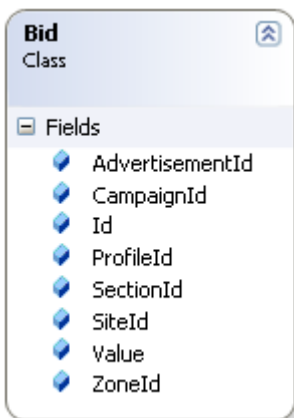 Bid
Class
Fields
AdvertisementId
CampaignId
Id
ProfileId
SectionId
SiteId
Value
ZoneId